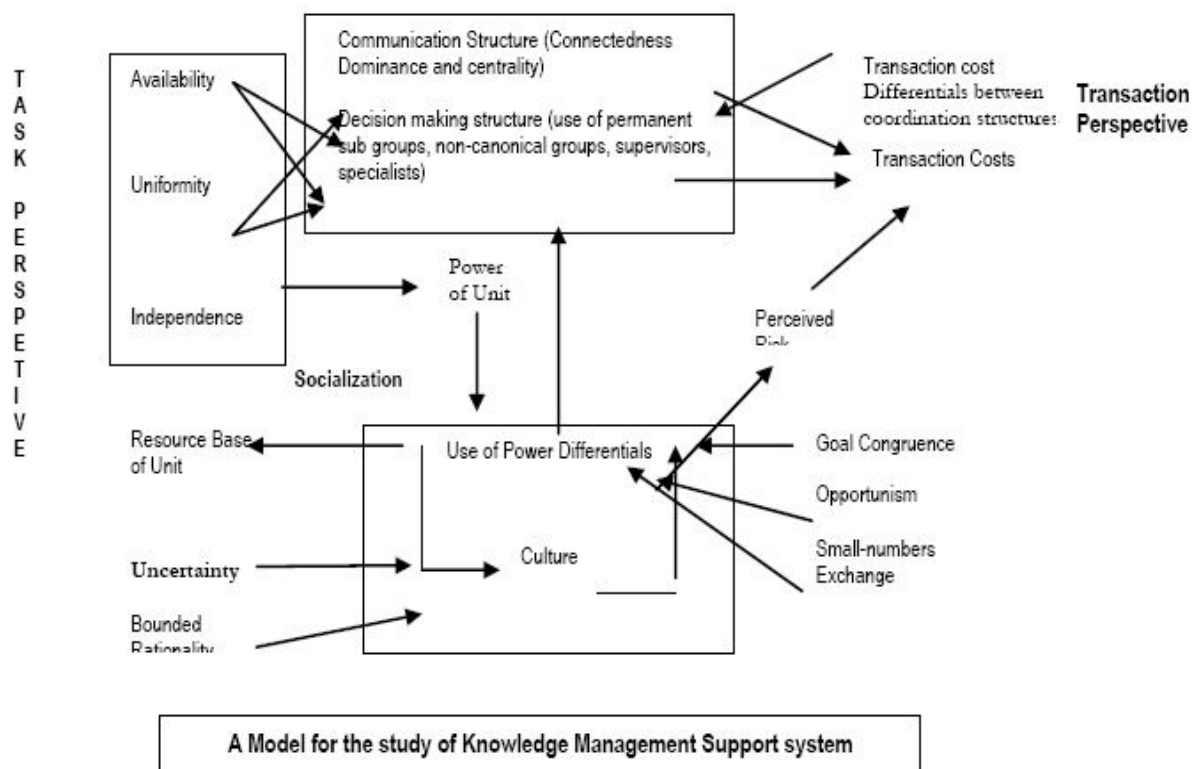 TASK PERSPETIVE
Availability
Uniformity
Independence
Communication Structure (Connectedness
Dominance and centrality)
Decision making structure (use of permanent
sub groups, non-canonical groups, supervisors,
specialists)
Transaction cost
Differentials between
coordination structures
Transaction Costs
Transaction
Perspective
Power
of Unit
Perceived
Risk
Socialization
Resource Base
of Unit
Use of Power Differentials
Goal Congruence
Opportunism
Small-numbers
Exchange
Culture
Uncertainty
Bounded
Rationality
A Model for the study of Knowledge Management Support system